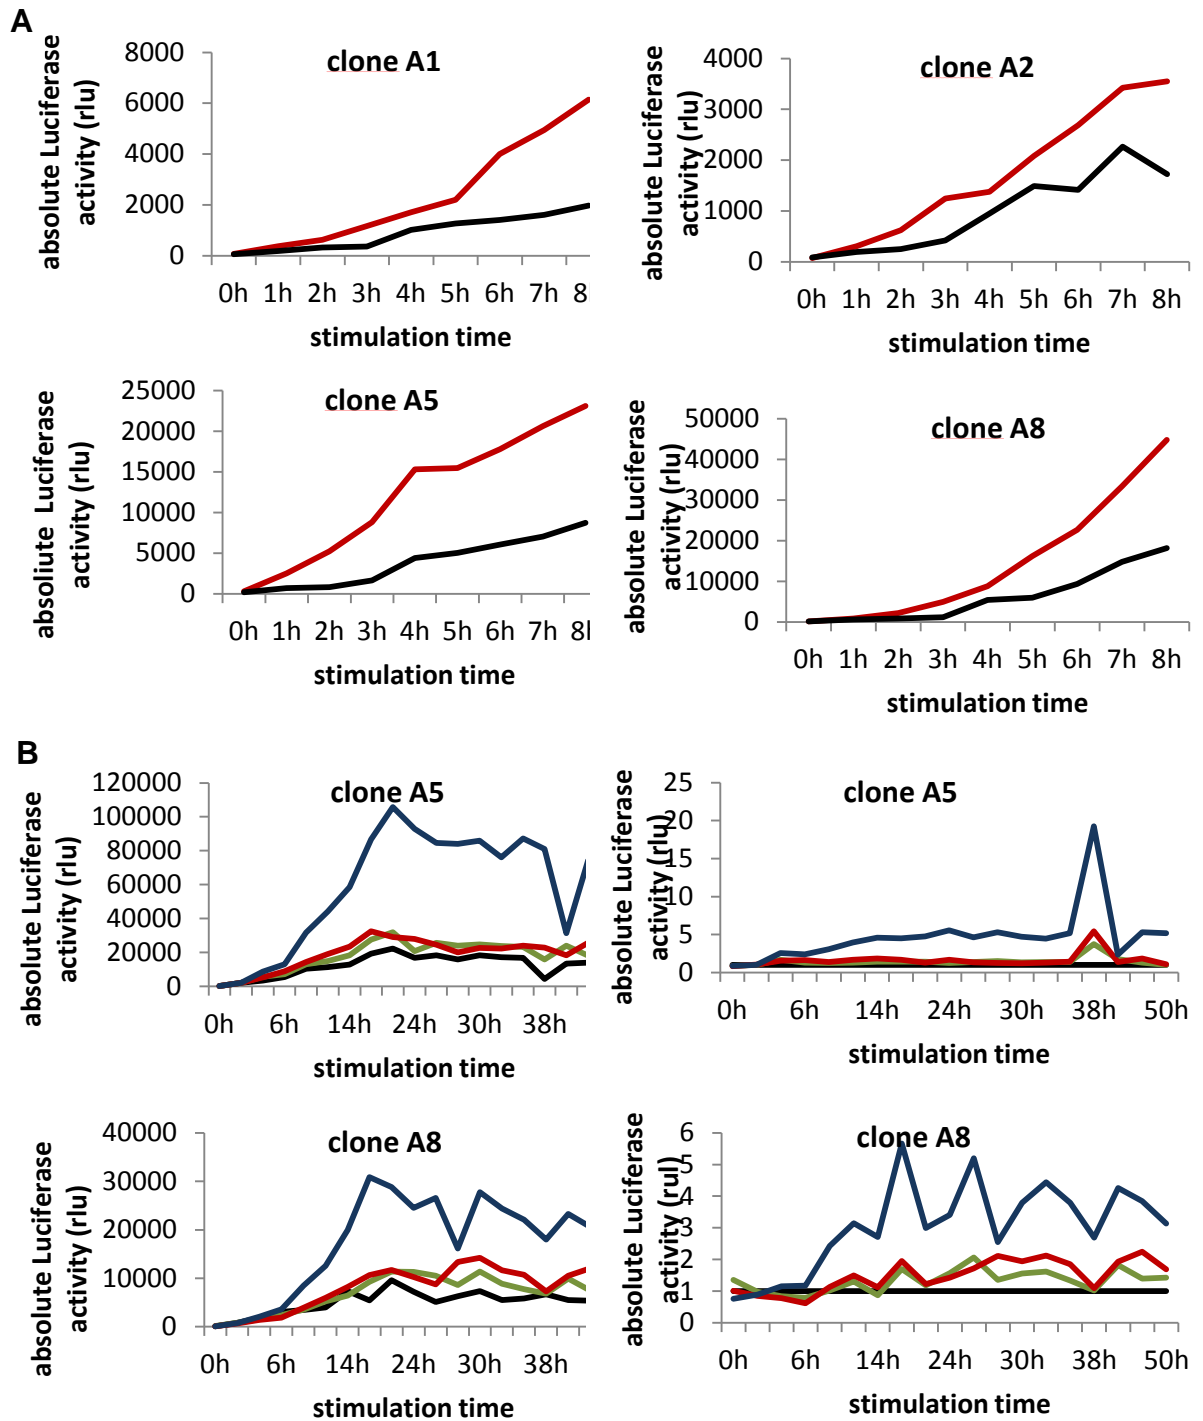 A
clone A1
absolute Luciferase
activity (rlu)
8000
6000
4000
2000
0
0h 1h 2h 3h 4h 5h 6h 7h 8h
stimulation time
clone A2
absolute Luciferase
activity (rlu)
4000
3000
2000
1000
0
0h 1h 2h 3h 4h 5h 6h 7h 8h
stimulation time
clone A5
absoliute Luciferase
activity (rlu)
25000
20000
15000
10000
5000
0
0h 1h 2h 3h 4h 5h 6h 7h 8h
stimulation time
clone A8
absolute Luciferase
activity (rlu)
50000
40000
30000
20000
10000
0
0h 1h 2h 3h 4h 5h 6h 7h 8h
stimulation time
B
clone A5
absolute Luciferase
activity (rlu)
120000
100000
80000
60000
40000
20000
0
0h 6h 14h 24h 30h 38h
stimulation time
clone A5
absolute Luciferase
activity (rlu)
25
20
15
10
5
0
0h 6h 14h 24h 30h 38h 50h
stimulation time
clone A8
absolute Luciferase
activity (rlu)
40000
30000
20000
10000
0
0h 6h 14h 24h 30h 38h
stimulation time
clone A8
absolute Luciferase
activity (rul)
6
5
4
3
2
1
0
0h 6h 14h 24h 30h 38h 50h
stimulation time